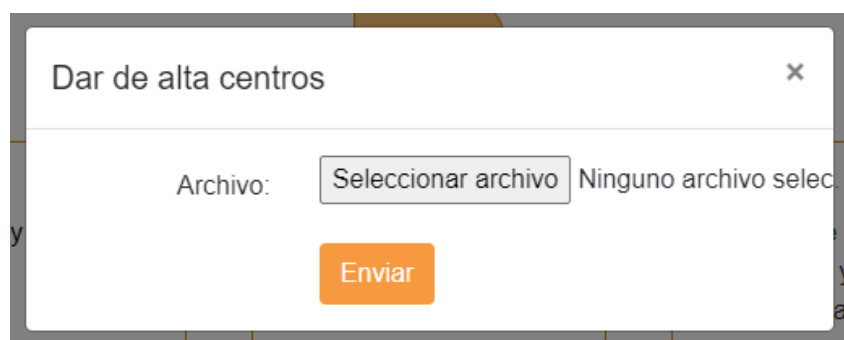 Dar de alta centros ×
Archivo: Seleccionar archivo Ninguno archivo selec.
y
y
Enviar